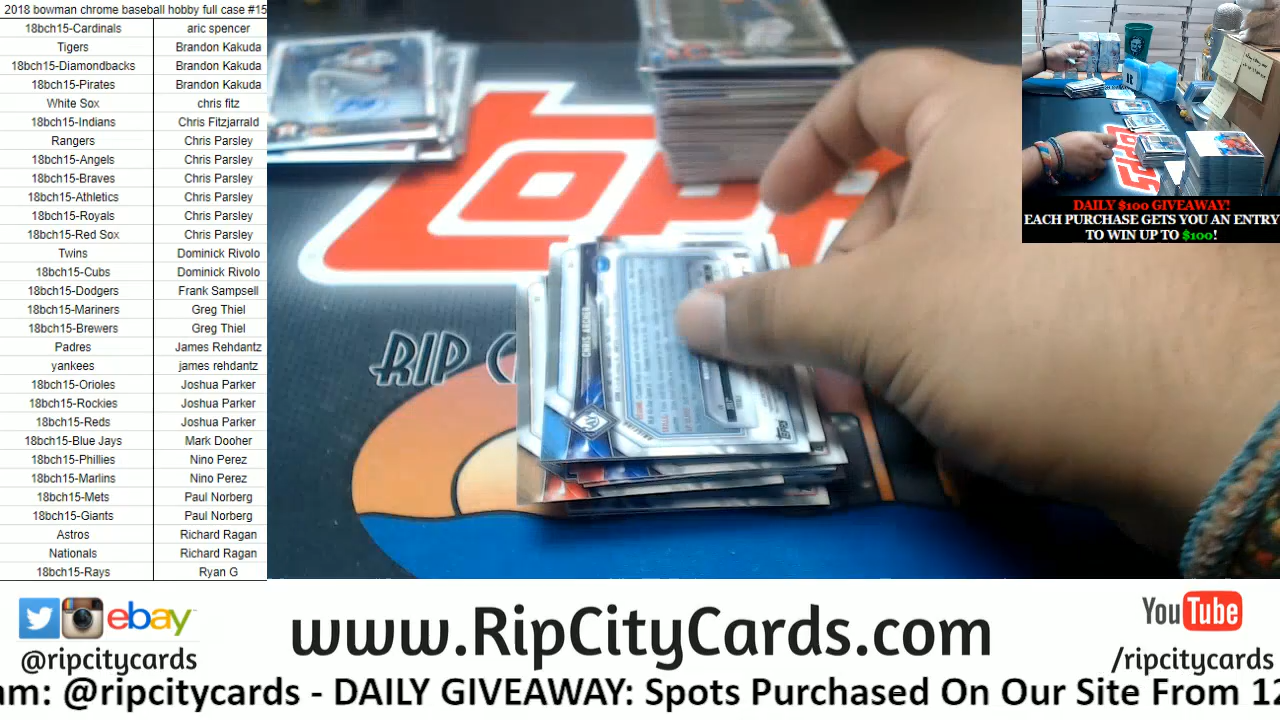 2018 bowman chrome baseball hobby full case #15
18bch15-Cardinals aric spencer
Tigers Brandon Kakuda
18bch15-Diamondbacks Brandon Kakuda
18bch15-Pirates Brandon Kakuda
White Sox chris fitz
18bch15-Indians Chris Fitzjarrald
Rangers Chris Parsley
18bch15-Angels Chris Parsley
18bch15-Braves Chris Parsley
18bch15-Athletics Chris Parsley
18bch15-Royals Chris Parsley
18bch15-Red Sox Chris Parsley
Twins Dominick Rivolo
18bch15-Cubs Dominick Rivolo
18bch15-Dodgers Frank Sampsell
18bch15-Mariners Greg Thiel
18bch15-Brewers Greg Thiel
Padres James Rehdantz
yankees james rehdantz
18bch15-Orioles Joshua Parker
18bch15-Rockies Joshua Parker
18bch15-Reds Joshua Parker
18bch15-Blue Jays Mark Dooher
18bch15-Phillies Nino Perez
18bch15-Marlins Nino Perez
18bch15-Mets Paul Norberg
18bch15-Giants Paul Norberg
Astros Richard Ragan
Nationals Richard Ragan
18bch15-Rays Ryan G
DAILY $100 GIVEAWAY!
EACH PURCHASE GETS YOU AN ENTRY
TO WIN UP TO $100!
CHRIS ARCHER
topps
RIP
ebay
@ripcitycards
www.RipCityCards.com
YouTube
/ripcitycards
am: @ripcitycards - DAILY GIVEAWAY: Spots Purchased On Our Site From 12